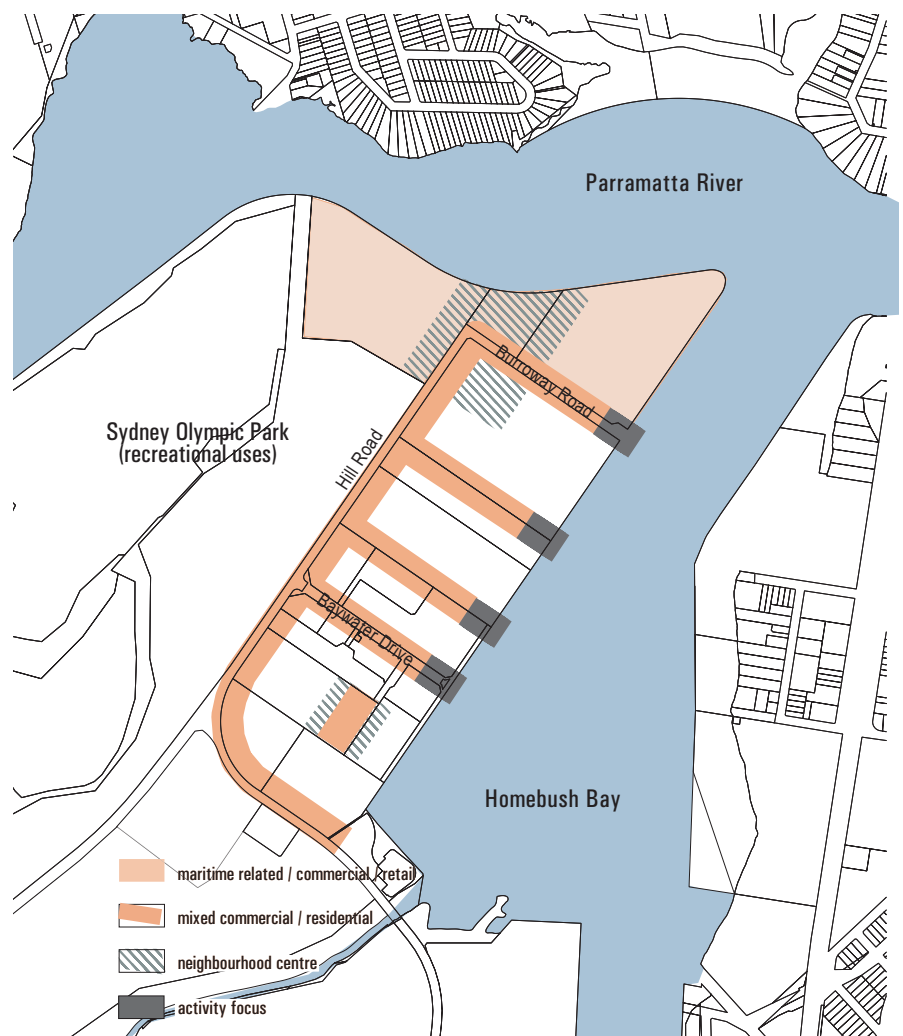 Parramatta River
Burroway Road
Sydney Olympic Park
(recreational uses)
Hill Road
Baywater Drive
Homebush Bay
maritime related / commercial / retail
mixed commercial / residential
neighbourhood centre
activity focus